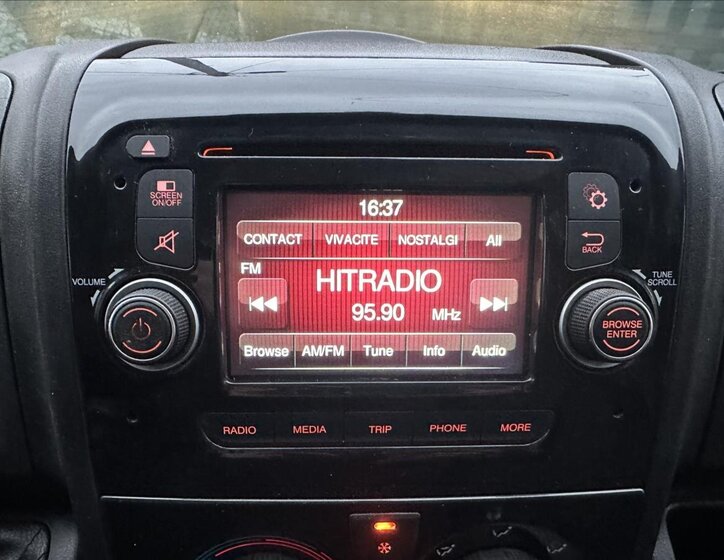 SCREEN
ON/OFF
16:37
CONTACT VIVACITE NOSTALGI All
FM
HITRADIO
95.90 MHz
Browse AM/FM Tune Info Audio
BACK
VOLUME
TUNE
SCROLL
BROWSE
ENTER
RADIO MEDIA TRIP PHONE MORE